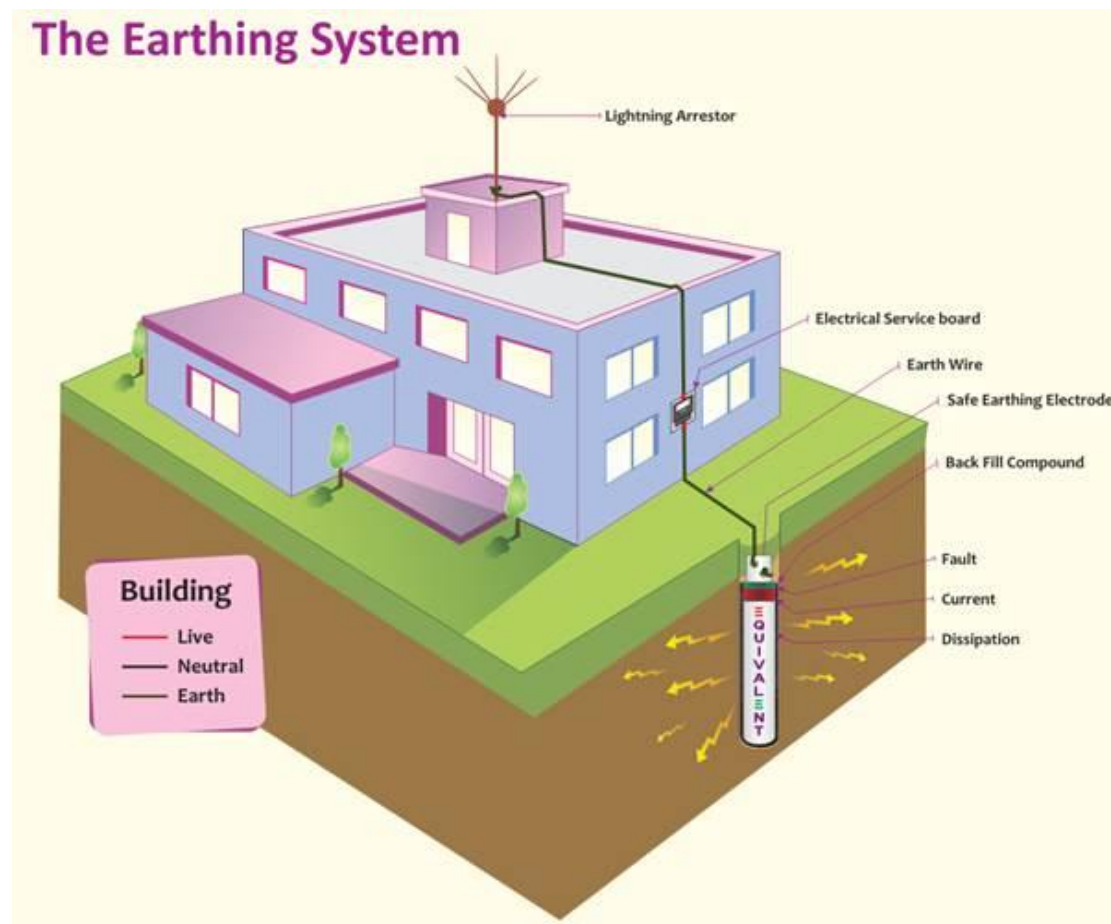 The Earthing System
Lightning Arrestor
Electrical Service board
Earth Wire
Safe Earthing Electrode
Back Fill Compound
Fault
Current
Dissipation
EQUIVALENT
Building
Live
Neutral
Earth